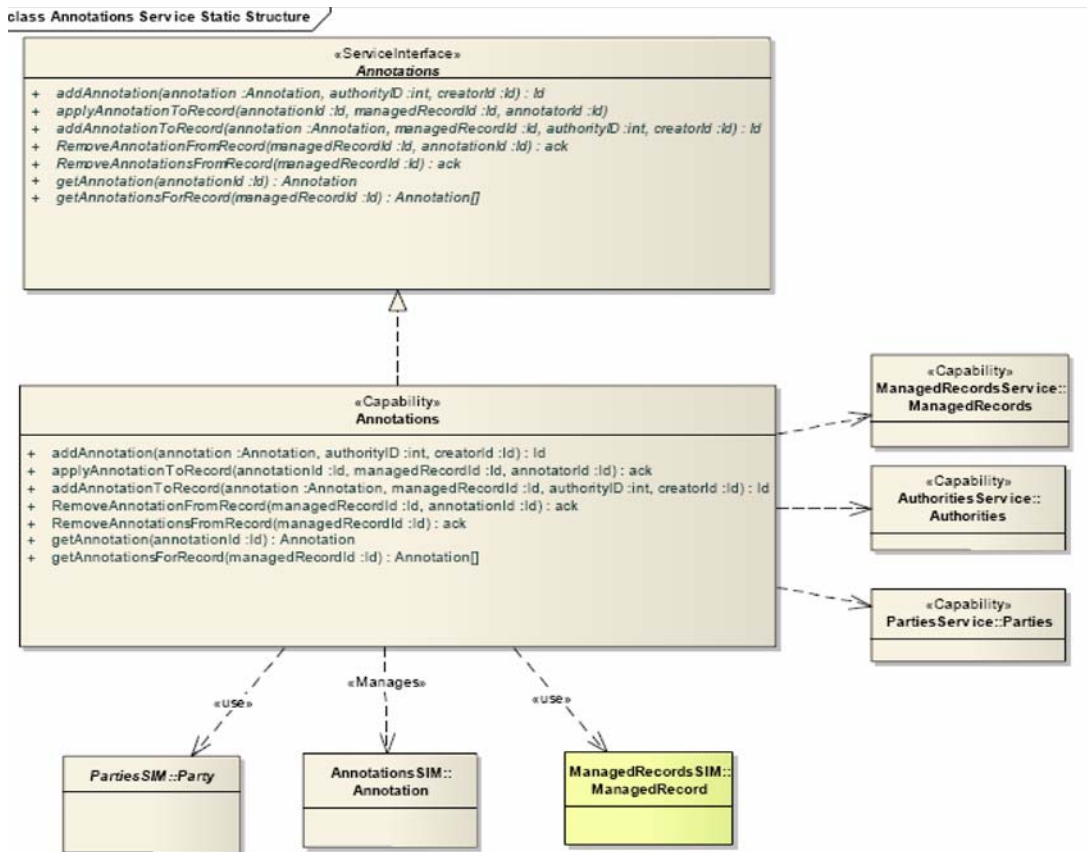 class Annotations Service Static Structure
«ServiceInterface»
Annotations
+ addAnnotation(annotation :Annotation, authorityID :int, creatorId :Id) : Id
+ applyAnnotationToRecord(annotationId :Id, managedRecordId :Id, annotatorId :Id)
+ addAnnotationToRecord(annotation :Annotation, managedRecordId :Id, authorityID :int, creatorId :Id) : Id
+ RemoveAnnotationFromRecord(managedRecordId :Id, annotationId :Id) : ack
+ RemoveAnnotationsFromRecord(managedRecordId :Id) : ack
+ getAnnotation(annotationId :Id) : Annotation
+ getAnnotationsForRecord(managedRecordId :Id) : Annotation[]
«Capability»
Annotations
+ addAnnotation(annotation :Annotation, authorityID :int, creatorId :Id) : Id
+ applyAnnotationToRecord(annotationId :Id, managedRecordId :Id, annotatorId :Id) : ack
+ addAnnotationToRecord(annotation :Annotation, managedRecordId :Id, authorityID :int, creatorId :Id) : Id
+ RemoveAnnotationFromRecord(managedRecordId :Id, annotationId :Id) : ack
+ RemoveAnnotationsFromRecord(managedRecordId :Id) : ack
+ getAnnotation(annotationId :Id) : Annotation
+ getAnnotationsForRecord(managedRecordId :Id) : Annotation[]
«Capability»
ManagedRecordsService::
ManagedRecords
«Capability»
AuthoritiesService::
Authorities
«Capability»
PartiesService::Parties
«use»
«Manages»
«use»
PartiesSIM::Party
AnnotationsSIM::
Annotation
ManagedRecordsSIM::
ManagedRecord